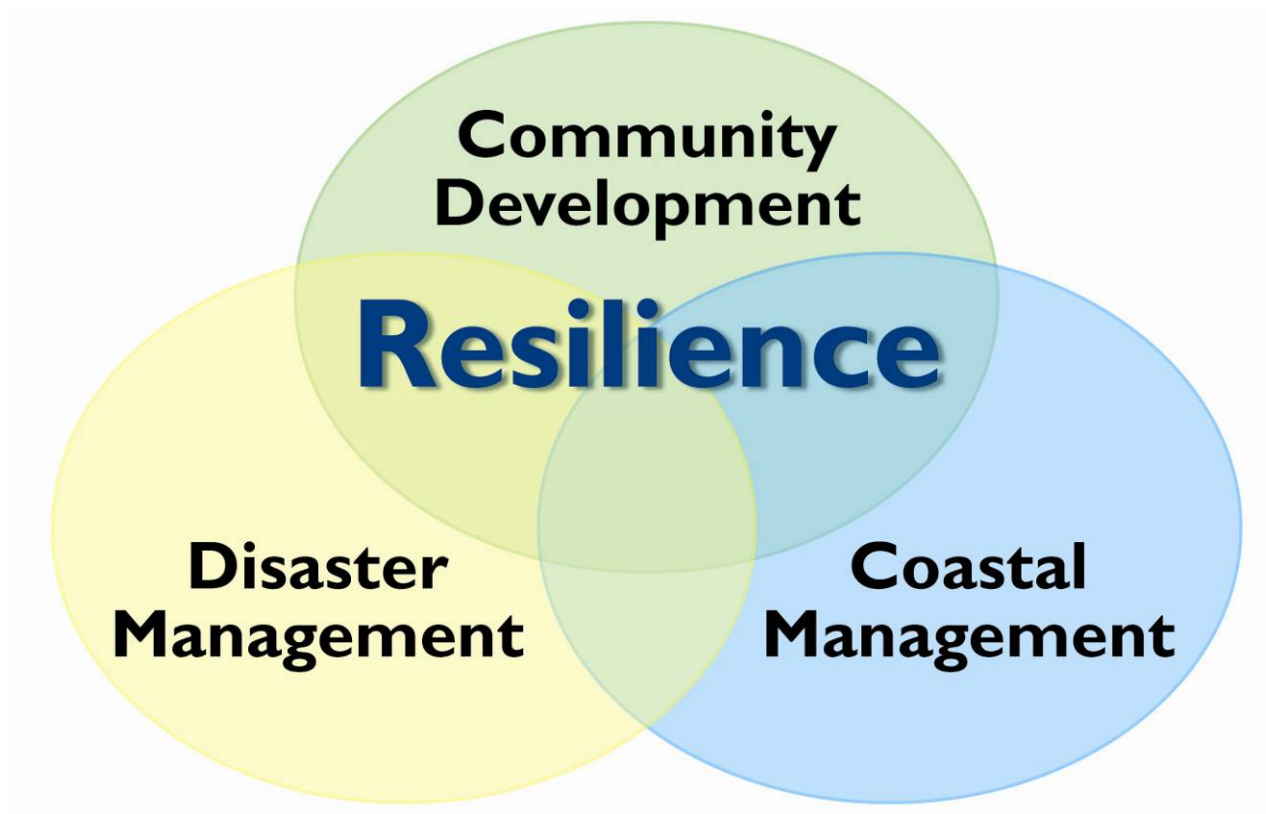 Community
Development
Resilience
Disaster
Management
Coastal
Management